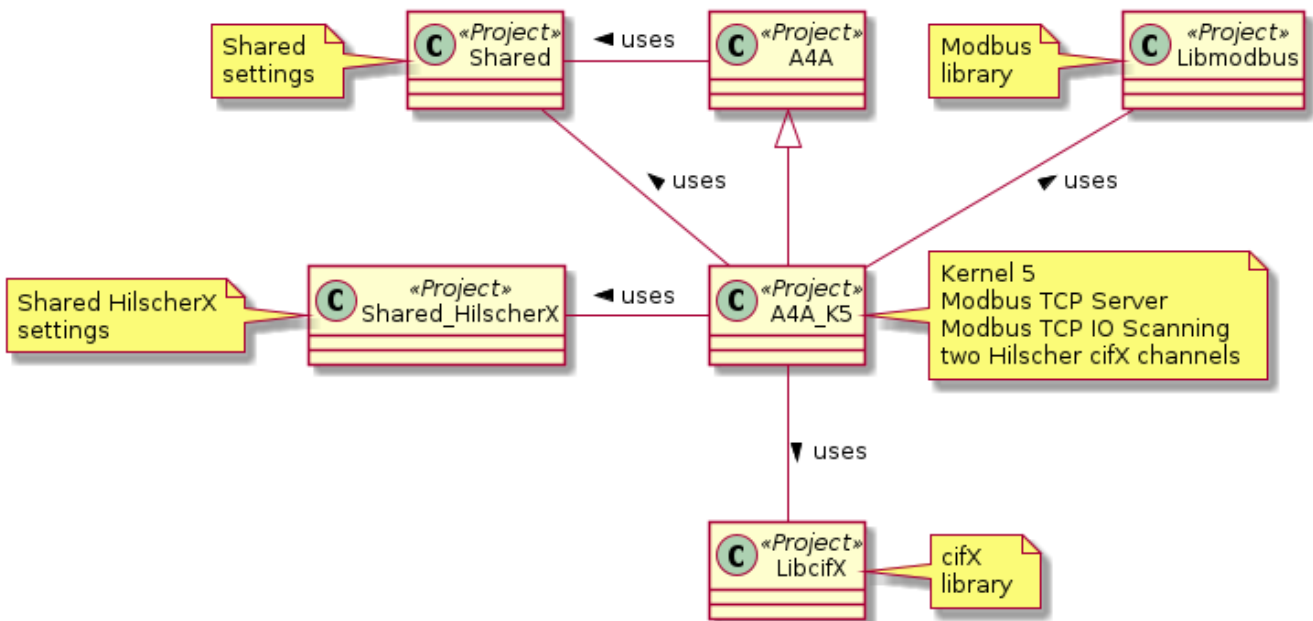 Shared
settings
C
«Project»
Shared
◄ uses
C
«Project»
A4A
Modbus
library
C
«Project»
Libmodbus
uses
uses
Shared HilscherX
settings
C
«Project»
Shared_HilscherX
◄ uses
C
«Project»
A4A_K5
Kernel 5
Modbus TCP Server
Modbus TCP IO Scanning
two Hilscher cifX channels
uses
C
«Project»
LibcifX
cifX
library